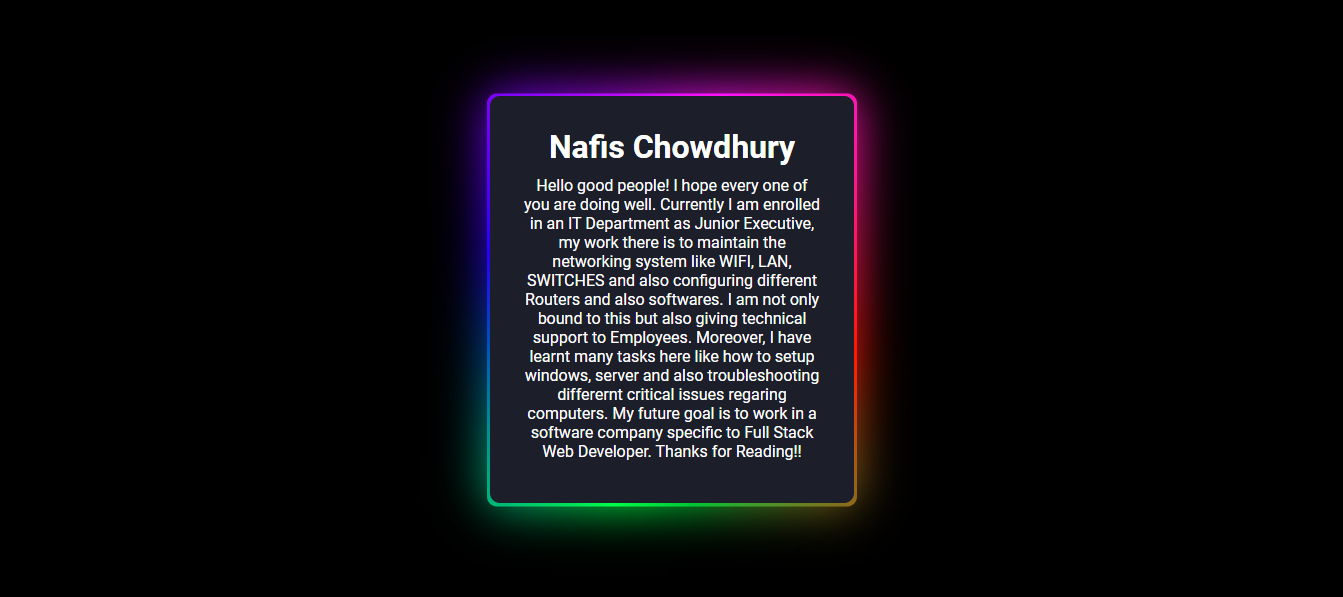 Nafis Chowdhury
Hello good people! I hope every one of
you are doing well. Currently I am enrolled
in an IT Department as Junior Executive,
my work there is to maintain the
networking system like WIFI, LAN,
SWITCHES and also configuring different
Routers and also softwares. I am not only
bound to this but also giving technical
support to Employees. Moreover, I have
learnt many tasks here like how to setup
windows, server and also troubleshooting
differernt critical issues regaring
computers. My future goal is to work in a
software company specific to Full Stack
Web Developer. Thanks for Reading!!